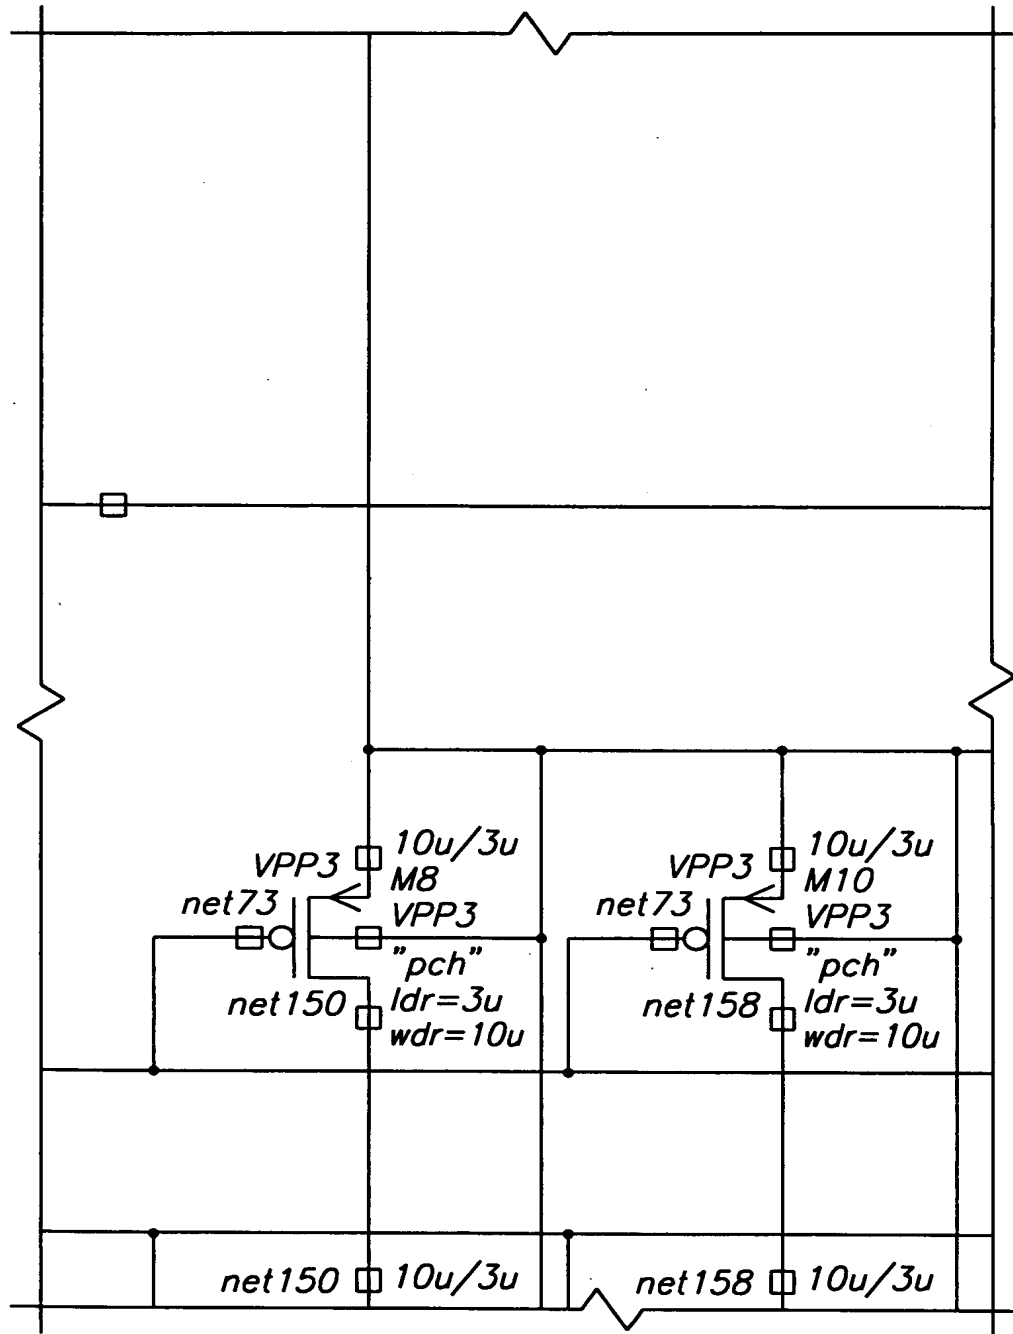 10u/3u
VPP3
M8
net73
VPP3
"pch"
net150
ldr=3u
wdr=10u
10u/3u
VPP3
M10
net73
VPP3
"pch"
net158
ldr=3u
wdr=10u
net150 10u/3u
net158 10u/3u